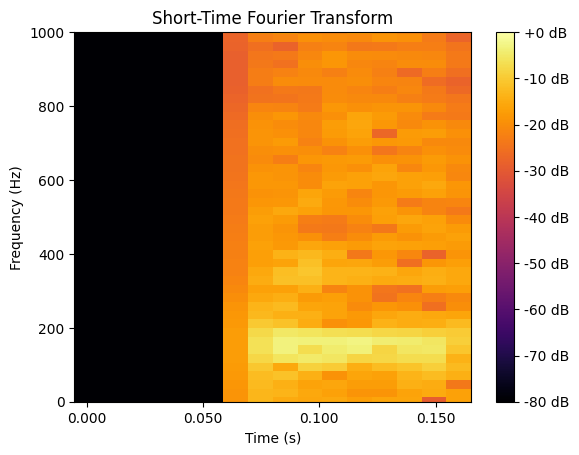 Short-Time Fourier Transform
1000
800
600
400
200
0
Frequency (Hz)
0.000
0.050
0.100
0.150
Time (s)
+0 dB
-10 dB
-20 dB
-30 dB
-40 dB
-50 dB
-60 dB
-70 dB
-80 dB